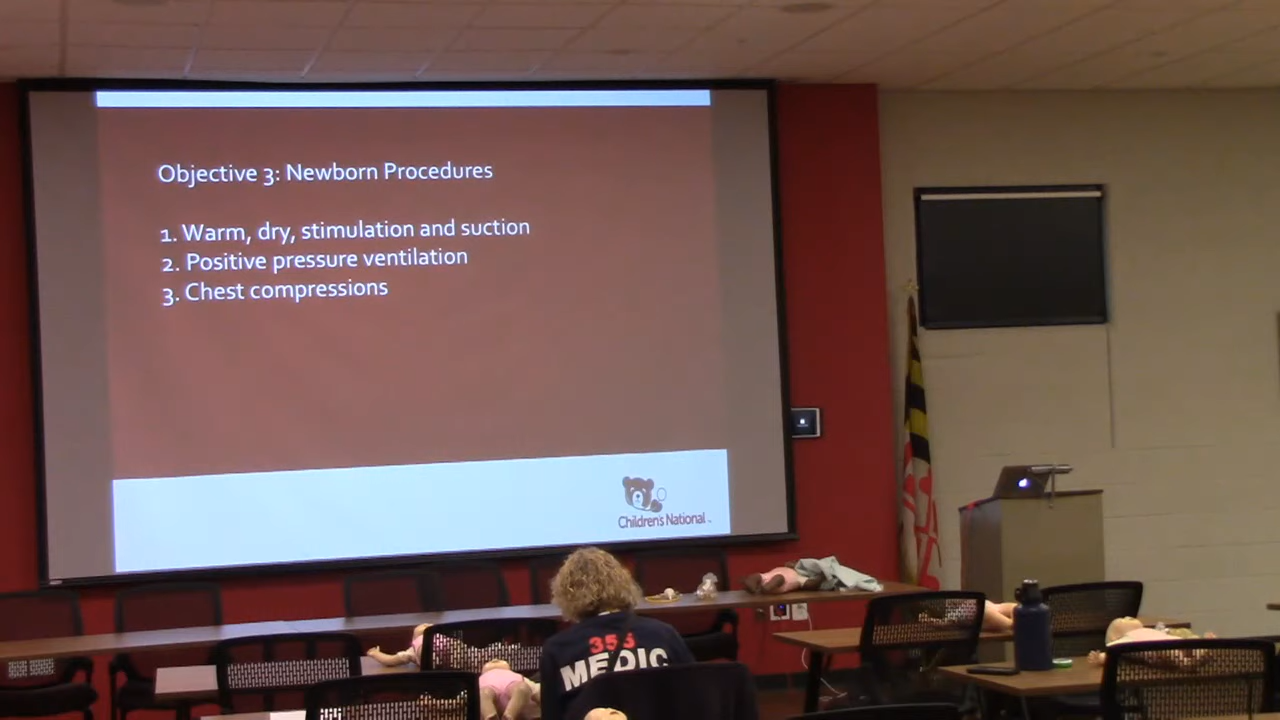 Objective 3: Newborn Procedures
1. Warm, dry, stimulation and suction
2. Positive pressure ventilation
3. Chest compressions
Children's National
MEDIC